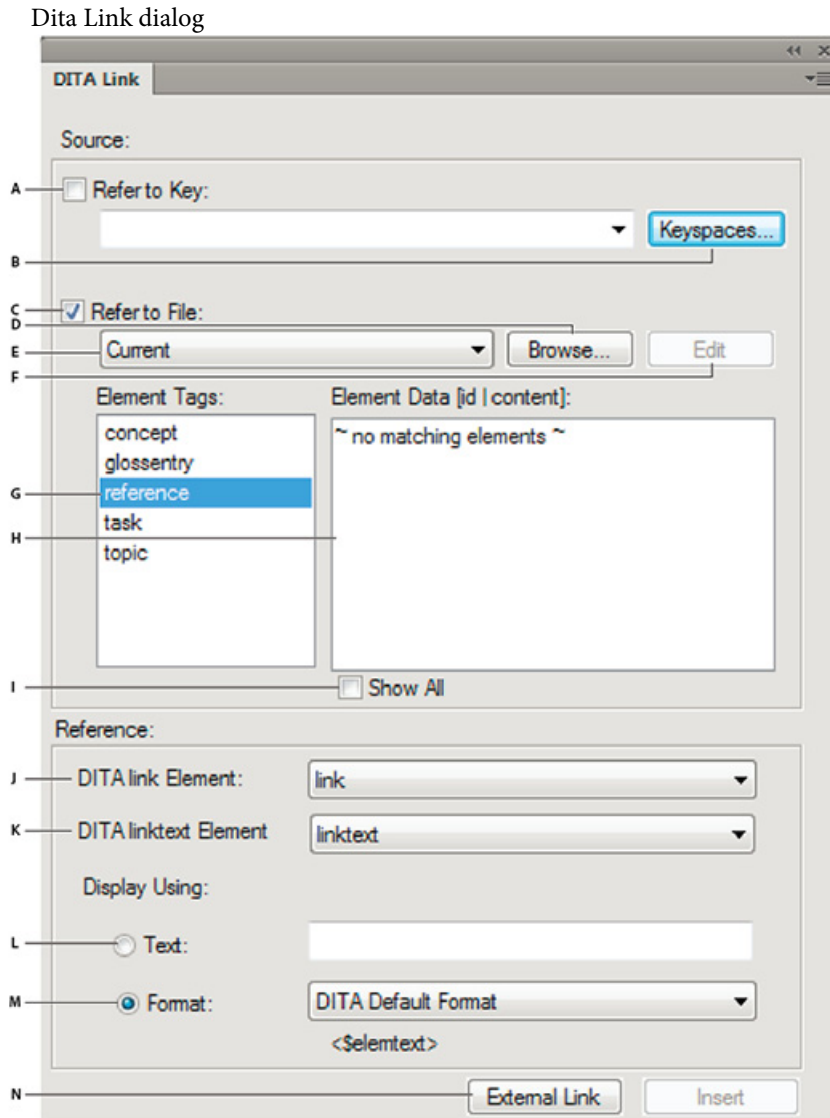 Dita Link dialog
DITA Link
Source:
A Refer to Key:
Keyspaces...
B
C Refer to File:
D
E Current Browse... Edit
F
Element Tags: Element Data [id | content]:
concept ~ no matching elements ~
glossentry
G reference
task
H
topic
I Show All
Reference:
J DITA link Element: link
K DITA linktext Element linktext
Display Using:
L Text:
M Format: DITA Default Format
<$elemtext>
N External Link Insert